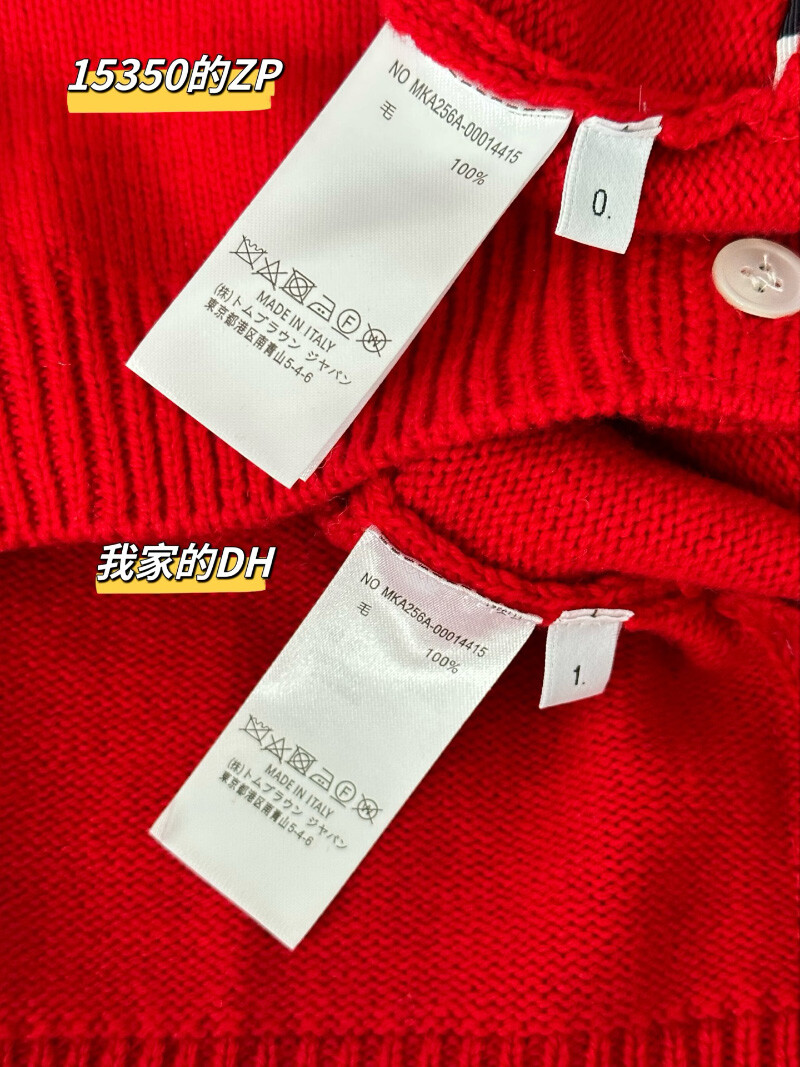 15350的ZP
NO MKA256A-00014415
毛
100%
MADE IN ITALY
(株)トムブラウン ジャパン
東京都港区南青山5-4-6
0.
我家的DH
NO MKA256A-00014415
毛
100%
MADE IN ITALY
(株)トムブラウン ジャパン
東京都港区南青山5-4-6
1.